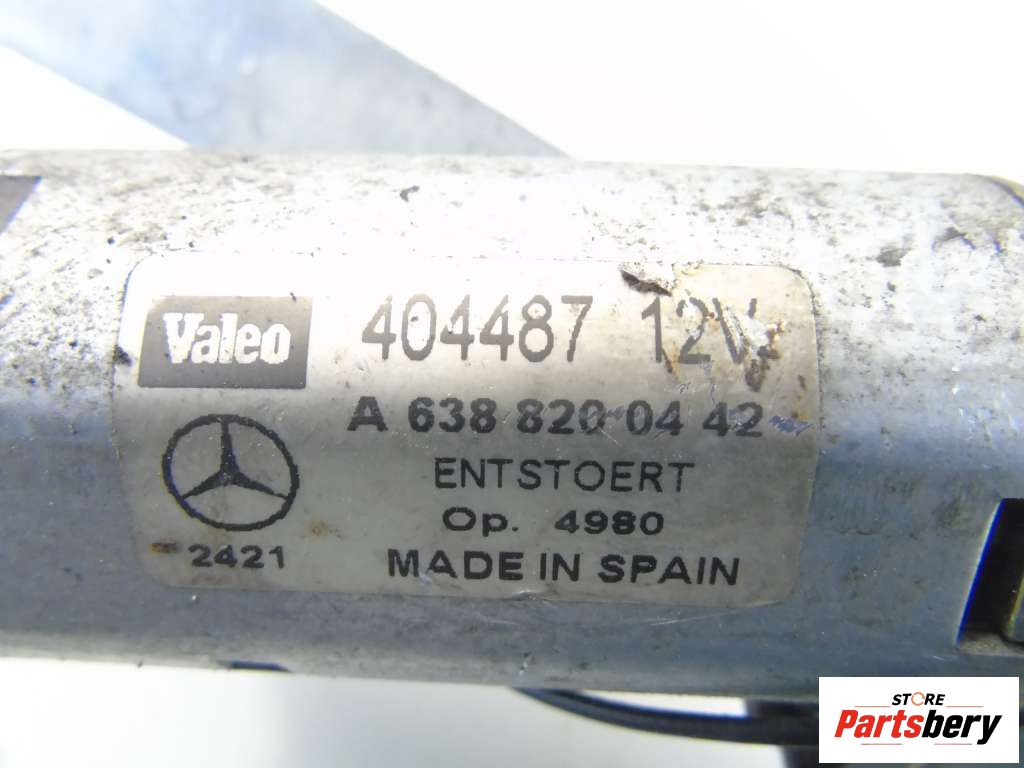 Valeo 404487 12V
A 638 820 04 42
ENTSTOERT
Op. 4980
2421 MADE IN SPAIN
STORE
Partsbery